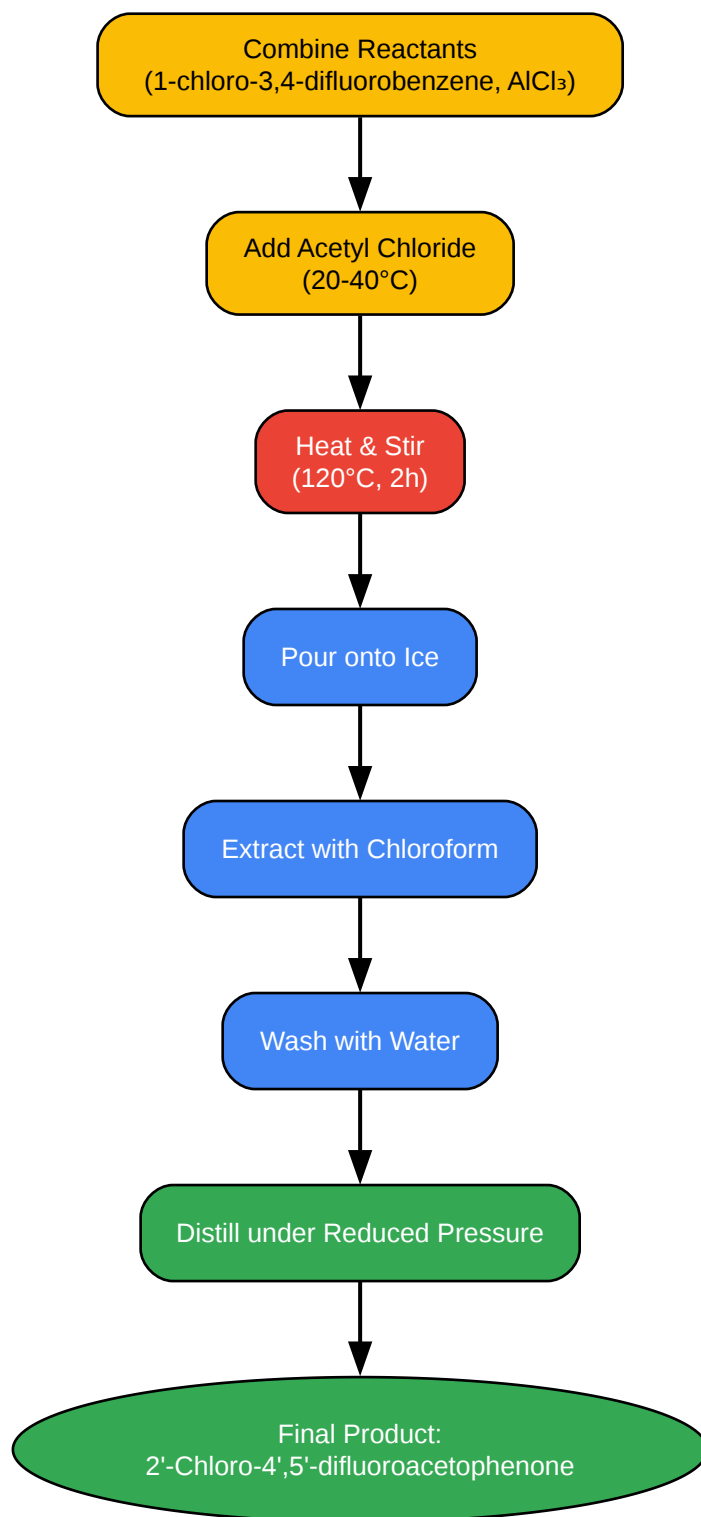 Combine Reactants
(1-chloro-3,4-difluorobenzene, AlCl₃)
Add Acetyl Chloride
(20-40°C)
Heat & Stir
(120°C, 2h)
Pour onto Ice
Extract with Chloroform
Wash with Water
Distill under Reduced Pressure
Final Product:
2'-Chloro-4',5'-difluoroacetophenone